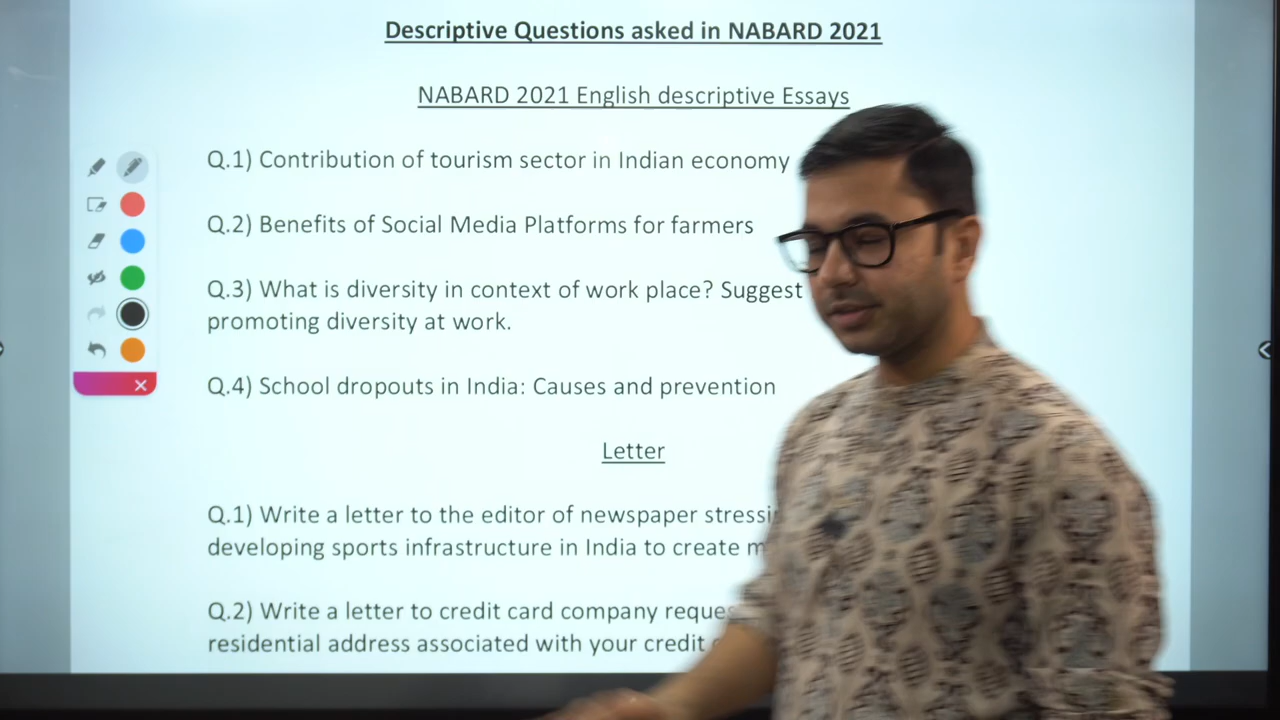 Descriptive Questions asked in NABARD 2021
NABARD 2021 English descriptive Essays
Q.1) Contribution of tourism sector in Indian economy
Q.2) Benefits of Social Media Platforms for farmers
Q.3) What is diversity in context of work place? Suggest
promoting diversity at work.
Q.4) School dropouts in India: Causes and prevention
Letter
Q.1) Write a letter to the editor of newspaper
developing sports infrastructure in India to create
Q.2) Write a letter to credit card company
residential address associated with your credit